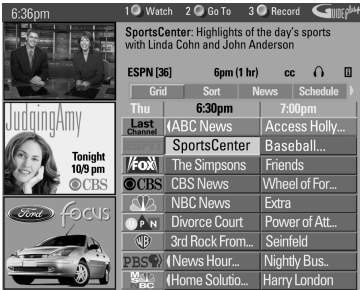 6:36pm
1 Watch 2 Go To 3 Record GUIDE plus+
SportsCenter: Highlights of the day's sports
with Linda Cohn and John
Anderson
ESPN [36] 6pm (1 hr) cc
Grid Sort News Schedule
Thu 6:30pm 7:00pm
Last Channel ABC News Access Holly...
ESPN SportsCenter Baseball...
FOX The Simpsons Friends
CBS CBS News Wheel of For...
NBC News Extra
UPN Divorce Court Power of Att...
WB 3rd Rock From... Seinfeld
PBS News Hour... Nightly Bus..
MSNBC Home Solutio... Harry London
JudgingAmy
Tonight
10/9 pm
CBS
Ford focus